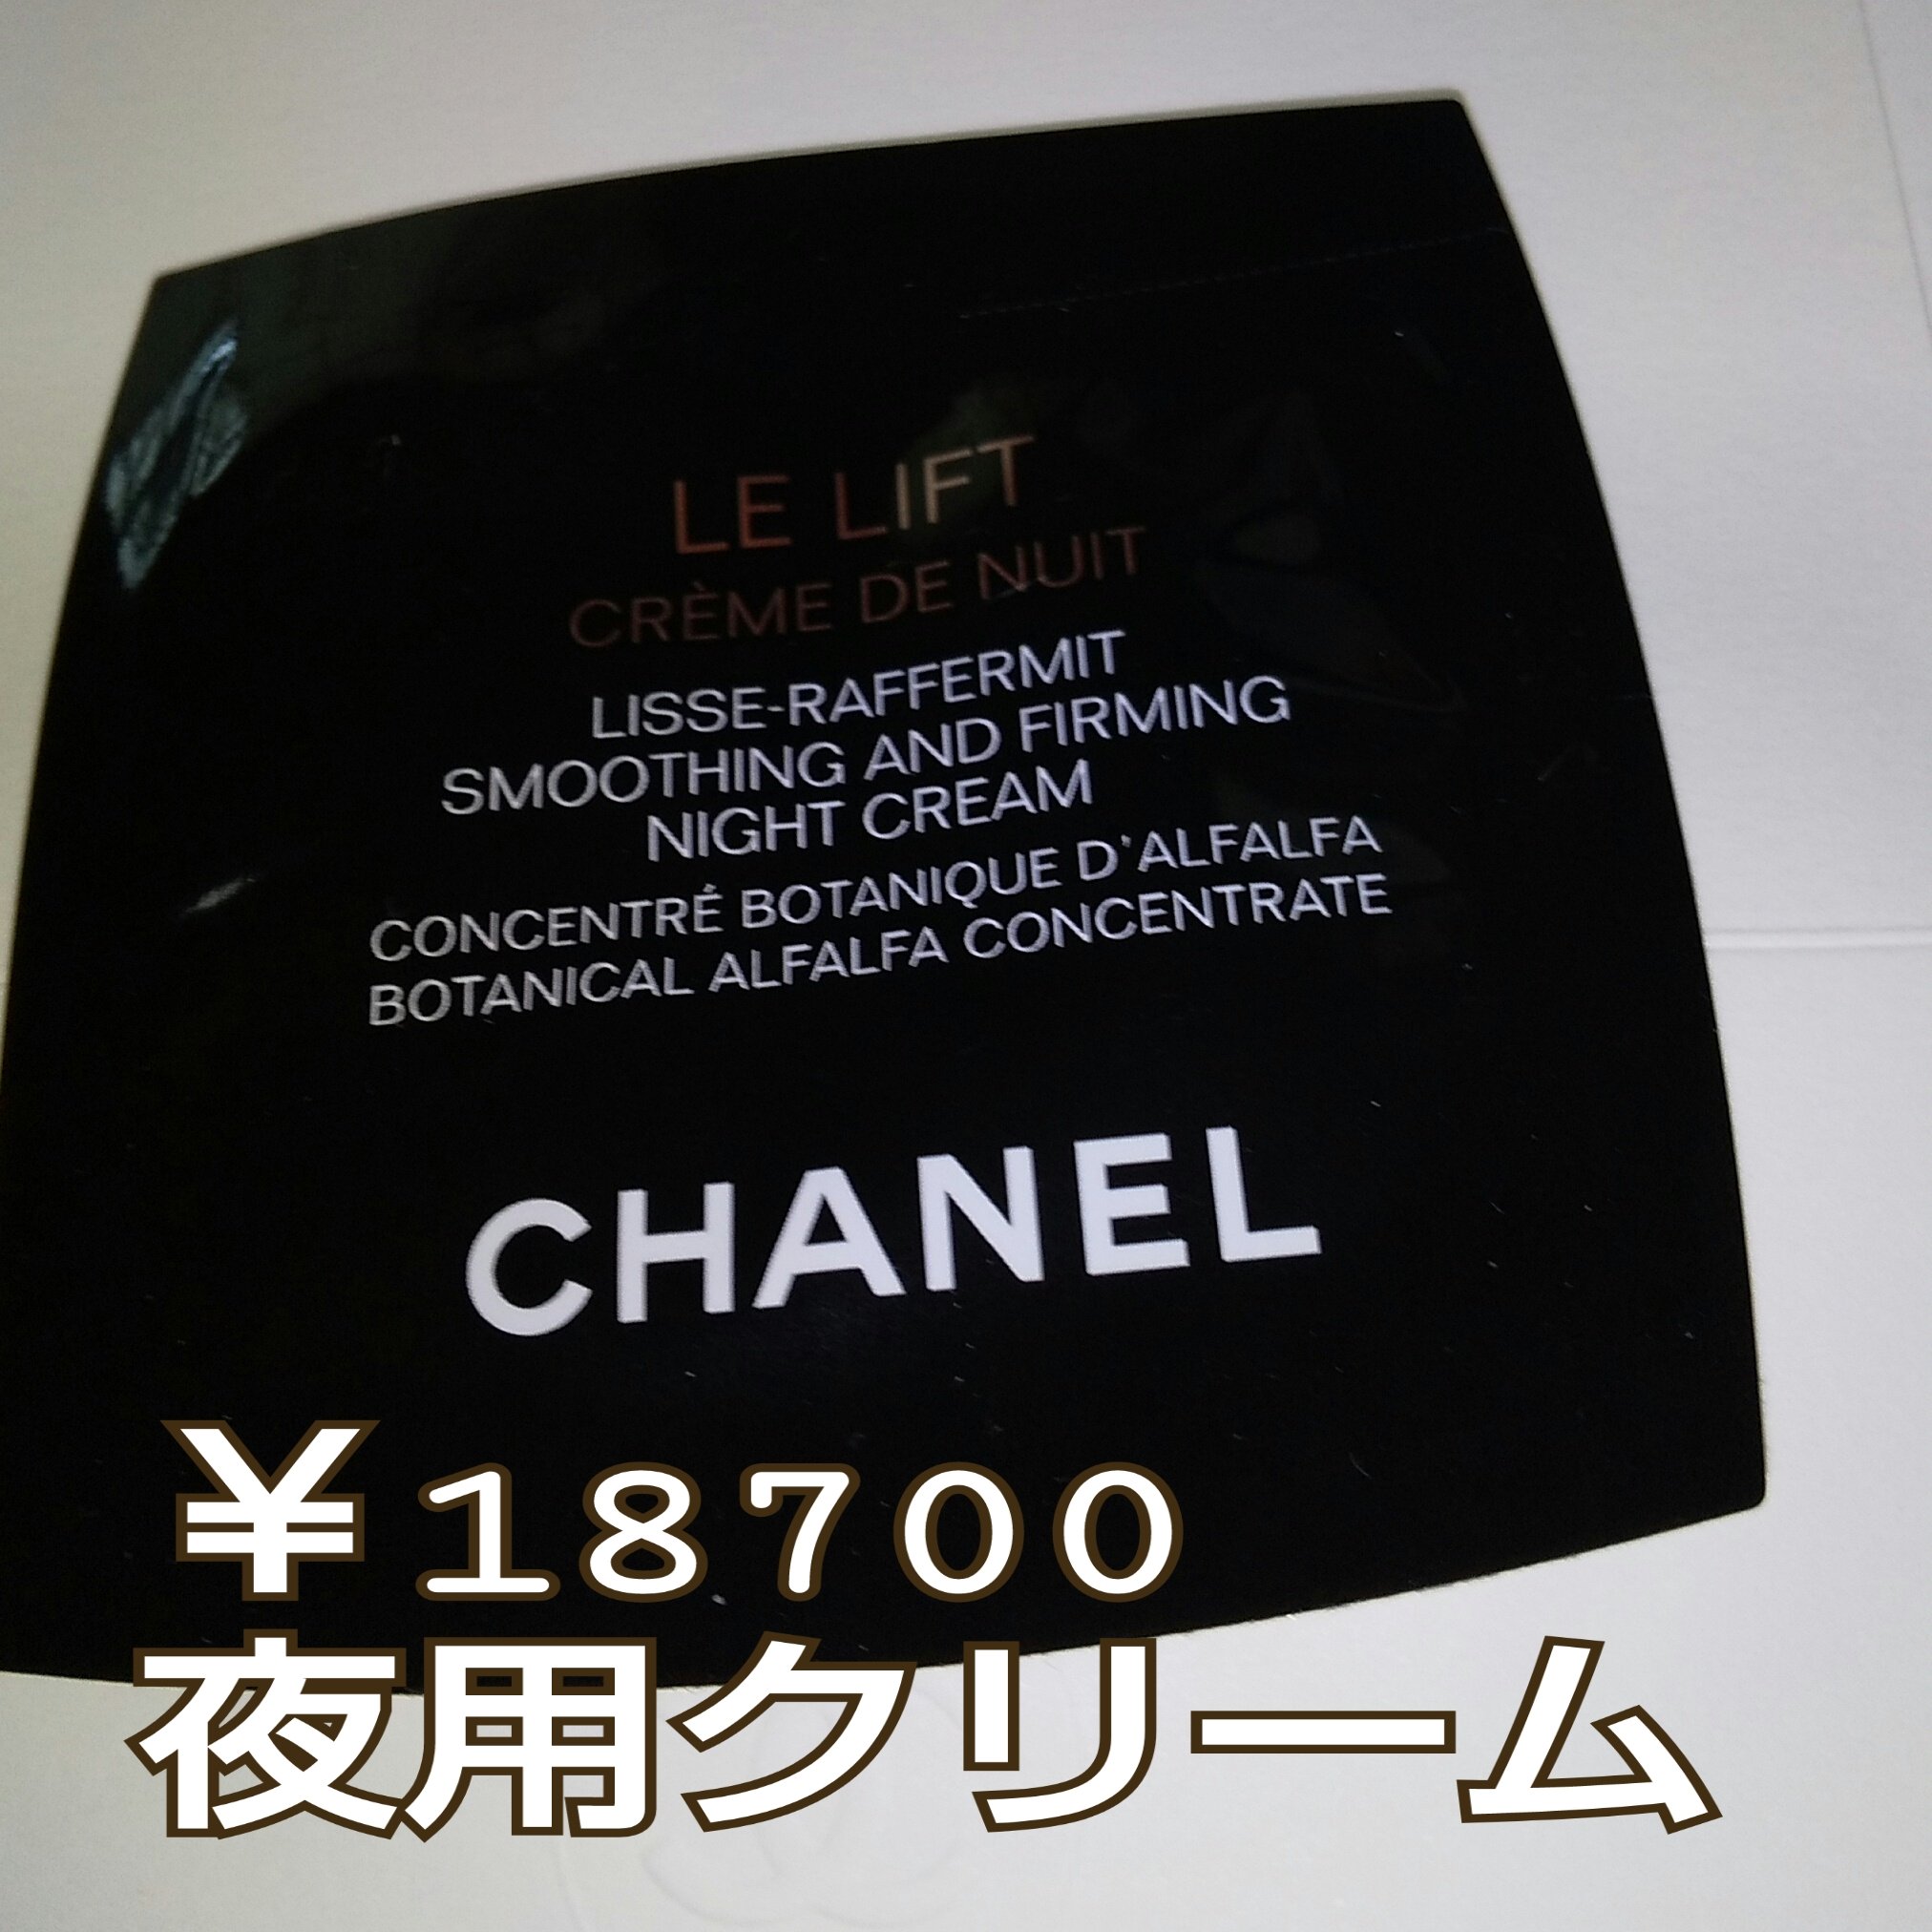 LE LIFT
CRÈME DE NUIT
LISSE-RAFFERMIT
SMOOTHING AND FIRMING
NIGHT CREAM
CONCENTRÉ BOTANIQUE D'ALFALFA
BOTANICAL ALFALFA CONCENTRATE
CHANEL
¥18700
夜用クリーム